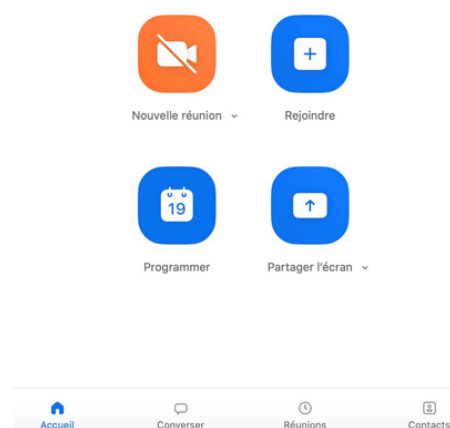 Nouvelle réunion
Rejoindre
19
Programmer
Partager l'écran
Accueil
Converser
Réunions
Contacts